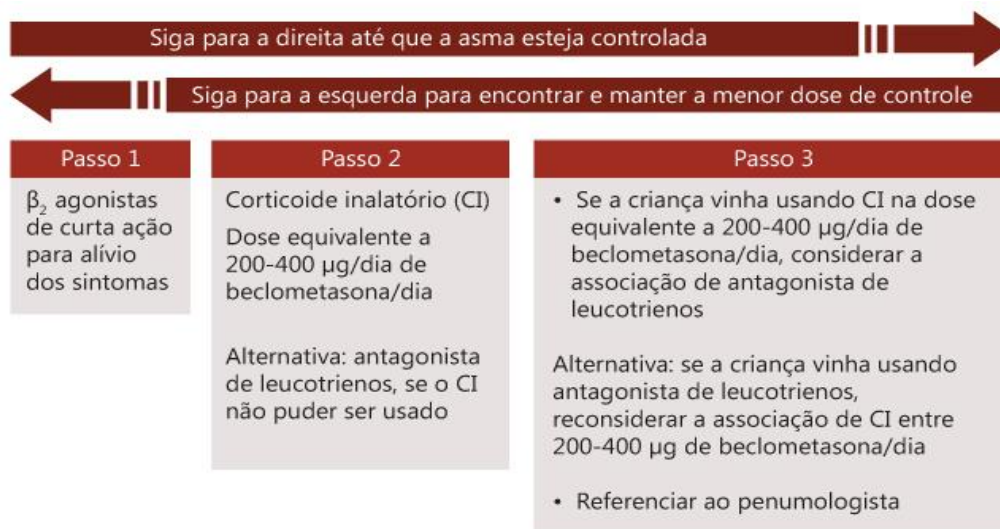 Siga para a direita até que a asma esteja controlada
Siga para a esquerda para encontrar e manter a menor dose de controle
Passo 1
β₂ agonistas
de curta ação
para alívio
dos sintomas
Passo 2
Corticoide inalatório (CI)
Dose equivalente a
200-400 µg/dia de
beclometasona/dia
Alternativa: antagonista
de leucotrienos, se o CI
não puder ser usado
Passo 3
• Se a criança vinha usando CI na dose
equivalente a 200-400 µg/dia de
beclometasona/dia, considerar a
associação de antagonista de
leucotrienos
Alternativa: se a criança vinha usando
antagonista de leucotrienos,
reconsiderar a associação de CI entre
200-400 µg de beclometasona/dia
• Referenciar ao penumologista